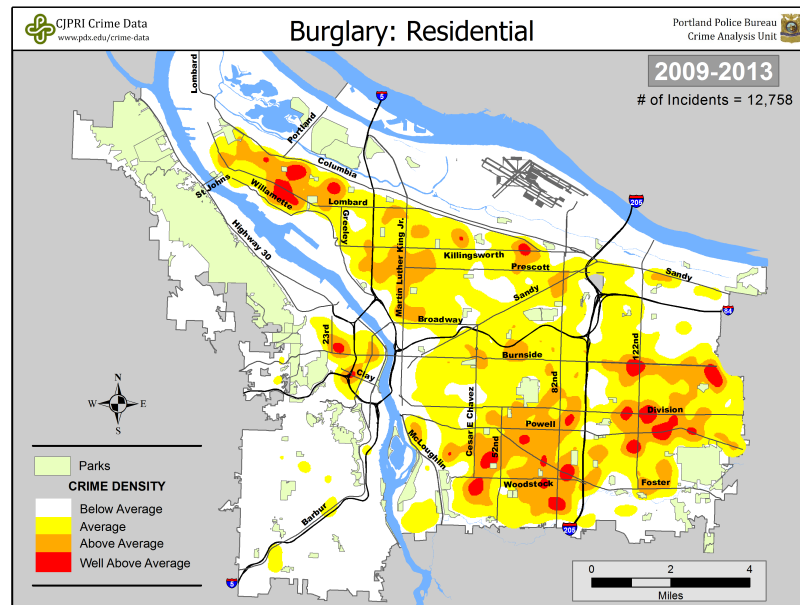 CJPRI Crime Data
www.pdx.edu/crime-data
Burglary: Residential
Portland Police Bureau
Crime Analysis Unit
2009-2013
# of Incidents = 12,758
Lombard
5
Portland
Columbia
St Johns
Willamette
Lombard
Greeley
Highway 30
Martin Luther King Jr.
Killingsworth
Prescott
Sandy
Sandy
205
84
Broadway
23rd
Burnside
122nd
Clay
82nd
Cesar E Chavez
Division
Powell
McLoughlin
52nd
Woodstock
Foster
Barbur
205
5
N
W
E
S
Parks
CRIME DENSITY
Below Average
Average
Above Average
Well Above Average
0 2 4
Miles